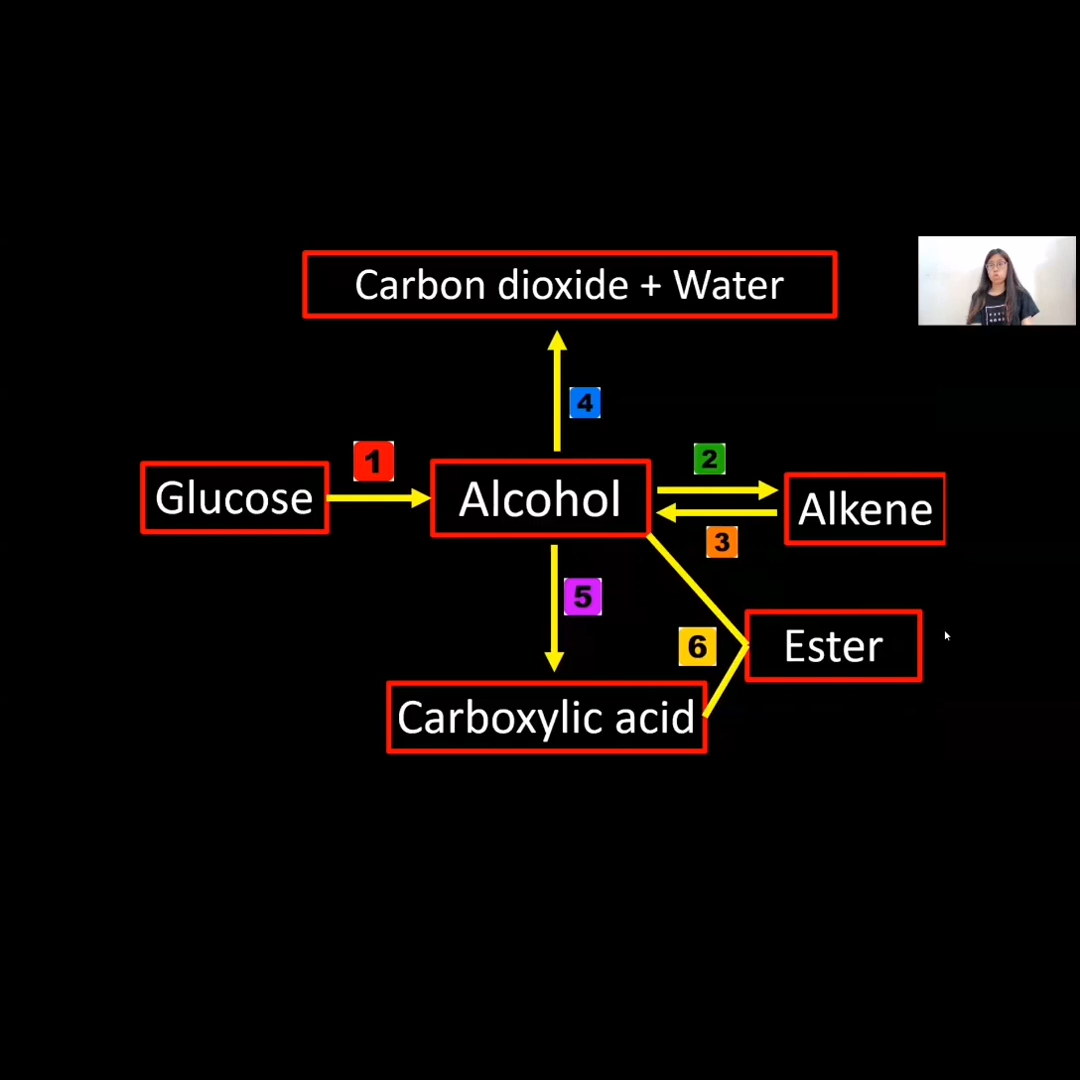 Carbon dioxide + Water
4
1
2
Glucose
Alcohol
Alkene
3
5
6
Ester
Carboxylic acid